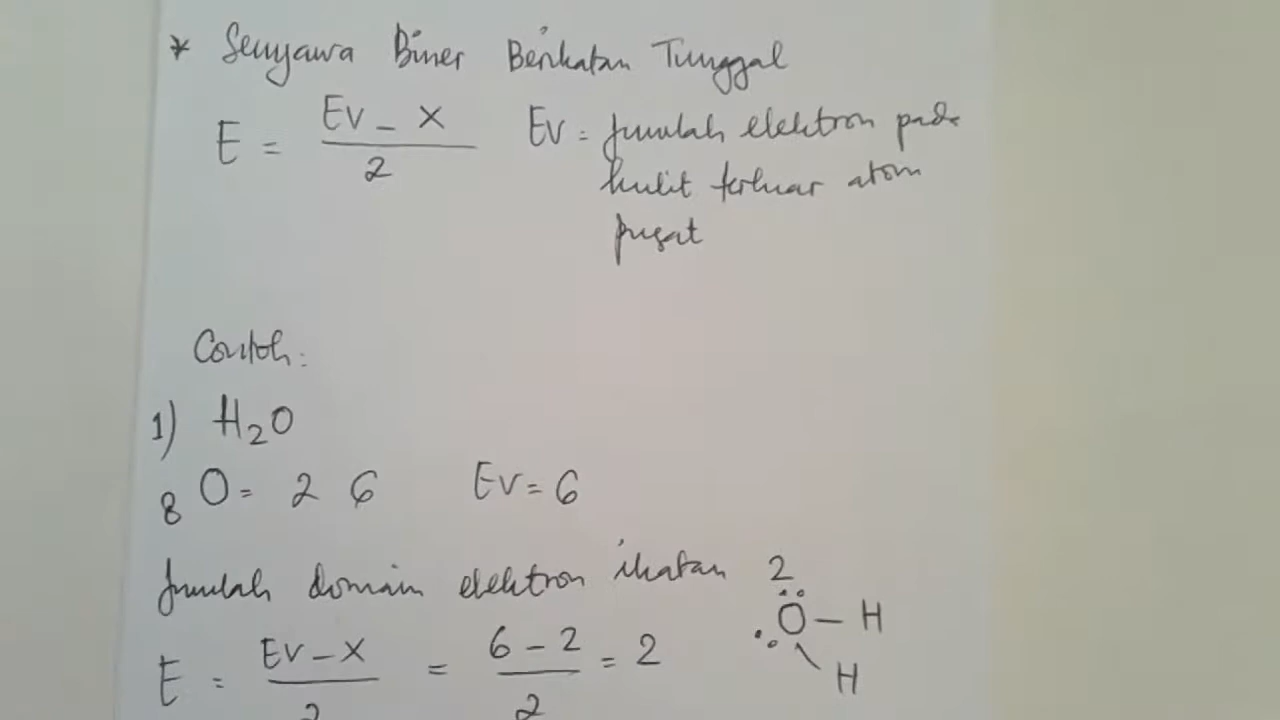 * Senyawa Biner Berikatan Tunggal
E = (EV - X) / 2 EV = Jumlah elektron pada
kulit terluar atom
pusat
Contoh:
1) H₂O
₈O = 2 6 EV = 6
Jumlah domain elektron ikatan 2
E = (EV - X) / 2 = (6 - 2) / 2 = 2
O - H
H